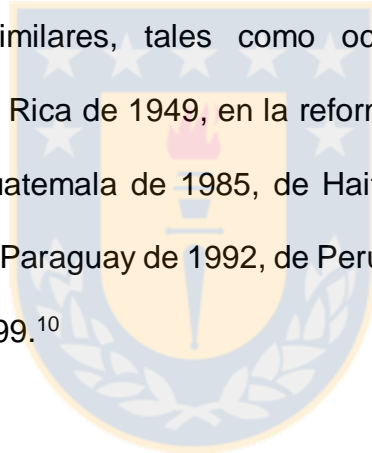 imilares, tales como oc
Rica de 1949, en la reforn
uatemala de 1985, de Hai
Paraguay de 1992, de Peru
99.¹⁰